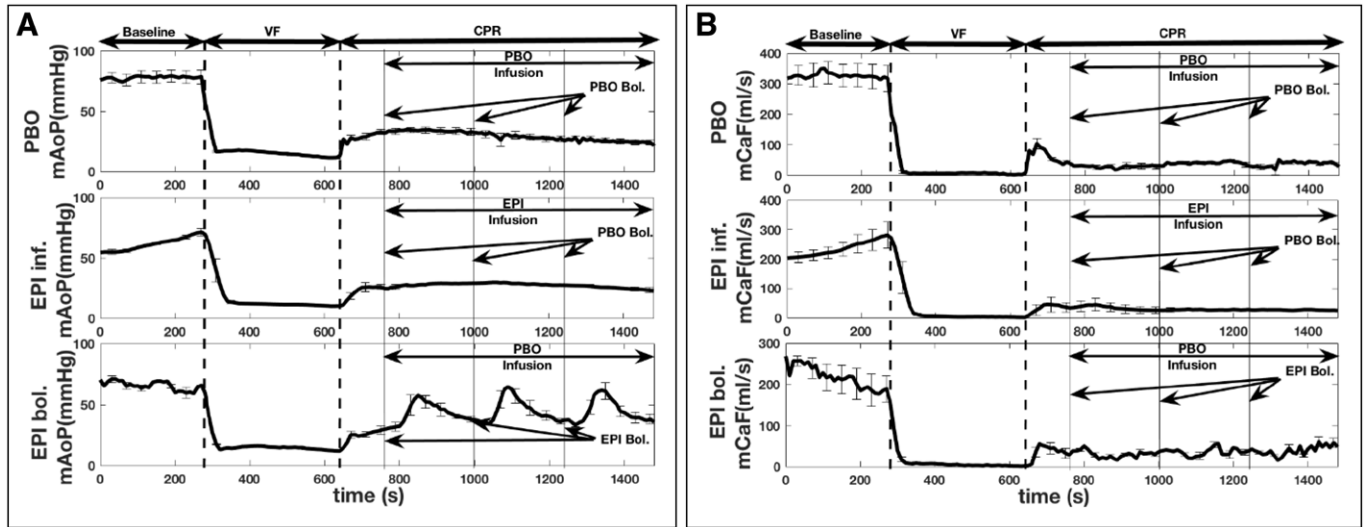 A
Baseline VF CPR
PBO
mAoP(mmHg)
100
50
0
PBO
Infusion
PBO Bol.
0 200 400 600 800 1000 1200 1400
EPI inf.
mAoP(mmHg)
100
50
0
EPI
Infusion
PBO Bol.
0 200 400 600 800 1000 1200 1400
EPI bol.
mAoP(mmHg)
100
50
0
PBO
Infusion
EPI Bol.
0 200 400 600 800 1000 1200 1400
time (s)
B
Baseline VF CPR
PBO
mCaF(ml/s)
400
300
200
100
0
PBO
Infusion
PBO Bol.
0 200 400 600 800 1000 1200 1400
EPI inf.
mCaF(ml/s)
400
300
200
100
0
EPI
Infusion
PBO Bol.
0 200 400 600 800 1000 1200 1400
EPI bol.
mCaF(ml/s)
300
200
100
0
PBO
Infusion
EPI Bol.
0 200 400 600 800 1000 1200 1400
time (s)